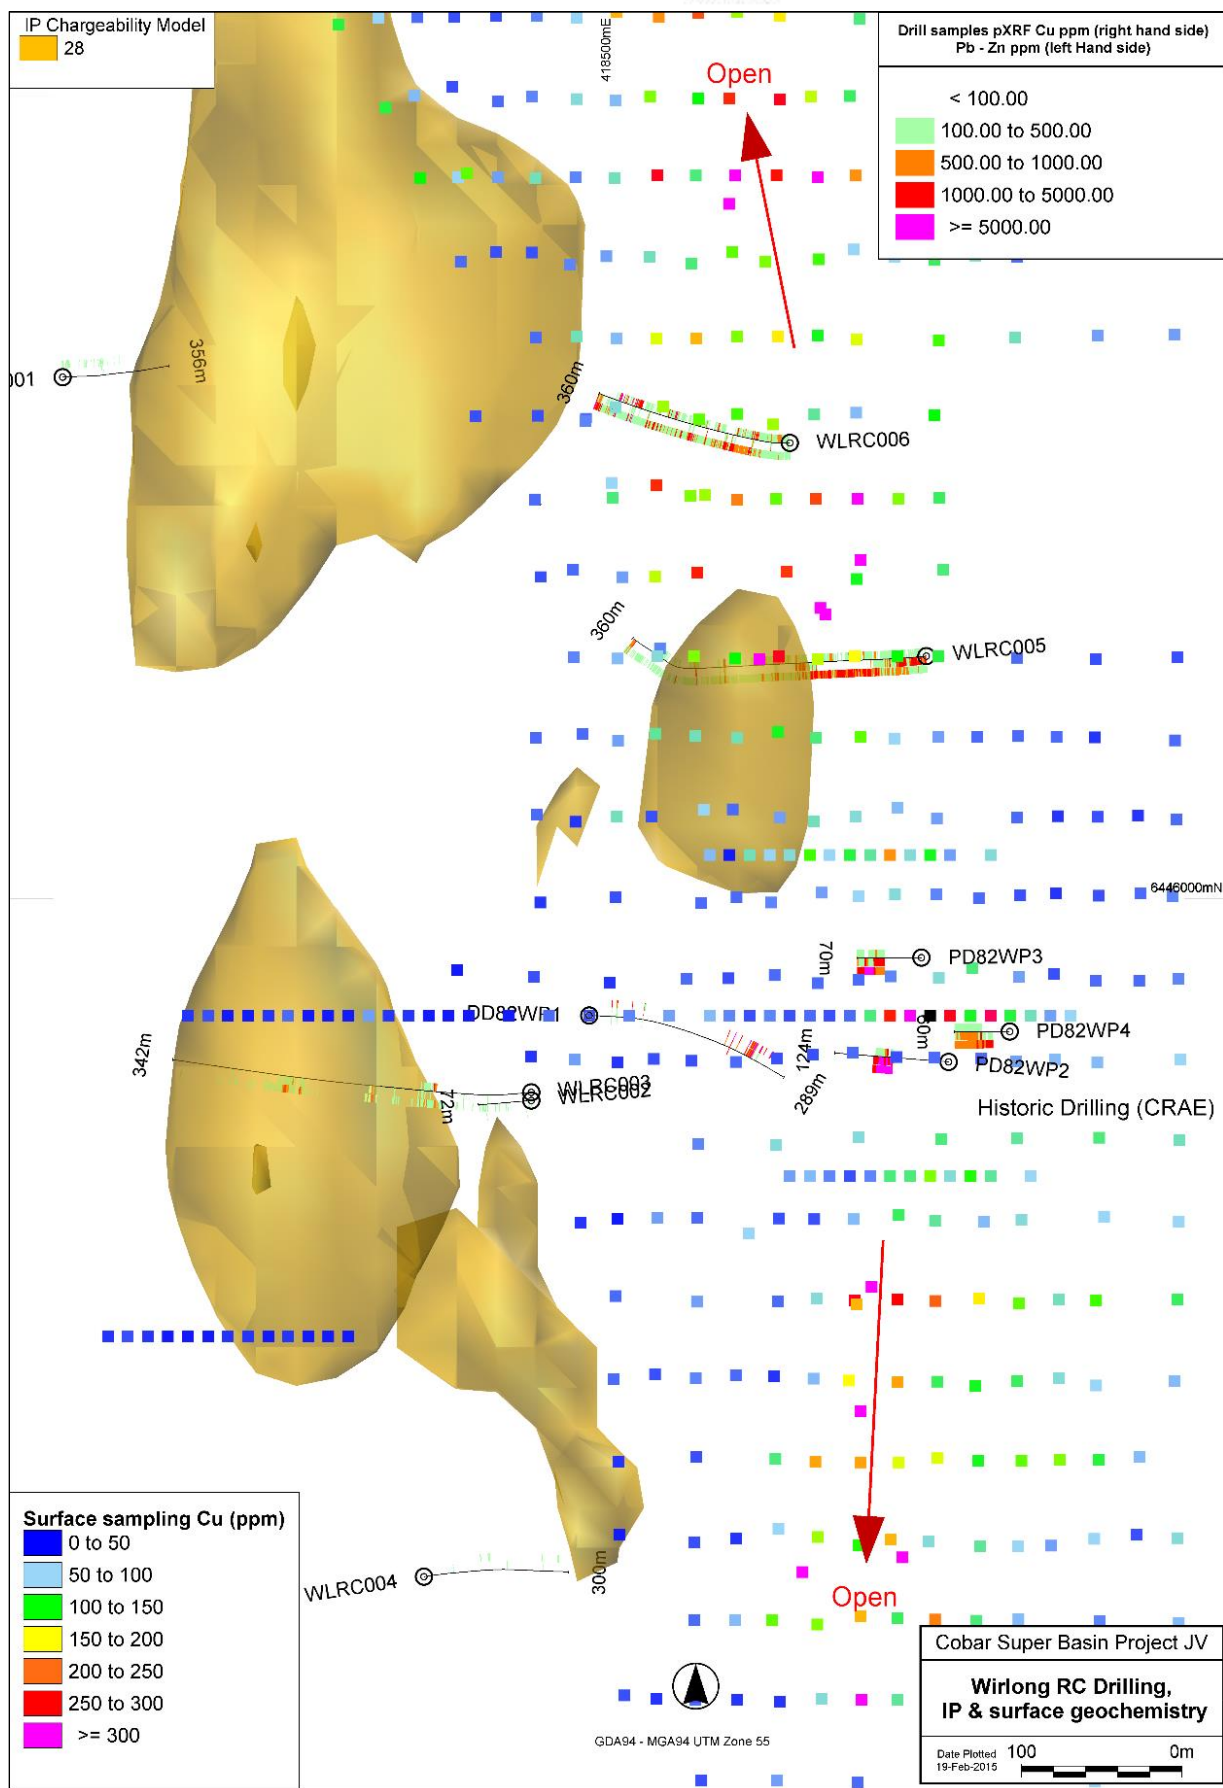 IP Chargeability Model
28
418500mE
Open
Drill samples pXRF Cu ppm (right hand side)
Pb - Zn ppm (left Hand side)
< 100.00
100.00 to 500.00
500.00 to 1000.00
1000.00 to 5000.00
>= 5000.00
001
356m
360m
WLRC006
360m
WLRC005
6446000mN
70m
PD82WP3
DD82WP1
60m
PD82WP4
342m
124m
PD82WP2
289m
WLRC003
WLRC002
72m
Historic Drilling (CRAE)
Surface sampling Cu (ppm)
0 to 50
50 to 100
100 to 150
150 to 200
200 to 250
250 to 300
>= 300
WLRC004
300m
Open
GDA94 - MGA94 UTM Zone 55
Cobar Super Basin Project JV
Wirlong RC Drilling,
IP & surface geochemistry
Date Plotted
19-Feb-2015
100 0m